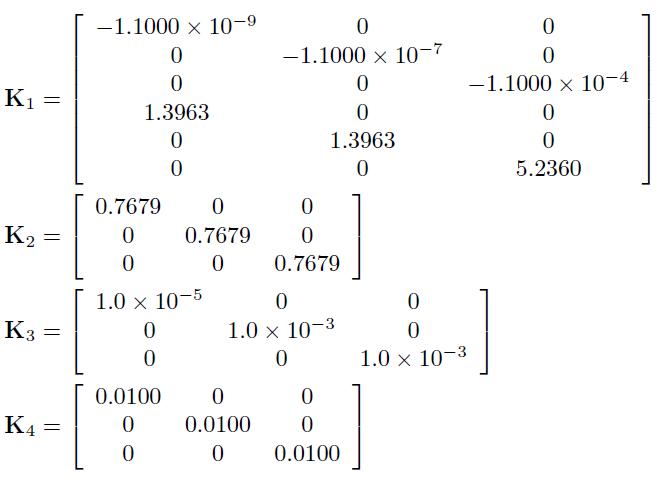 −1.1000 × 10⁻⁹ 0 0
0 −1.1000 × 10⁻⁷ 0
K₁ = 0 0 −1.1000 × 10⁻⁴
1.3963 0 0
0 1.3963 0
0 0 5.2360
0.7679 0 0
K₂ = 0 0.7679 0
0 0 0.7679
1.0 × 10⁻⁵ 0 0
K₃ = 0 1.0 × 10⁻³ 0
0 0 1.0 × 10⁻³
0.0100 0 0
K₄ = 0 0.0100 0
0 0 0.0100